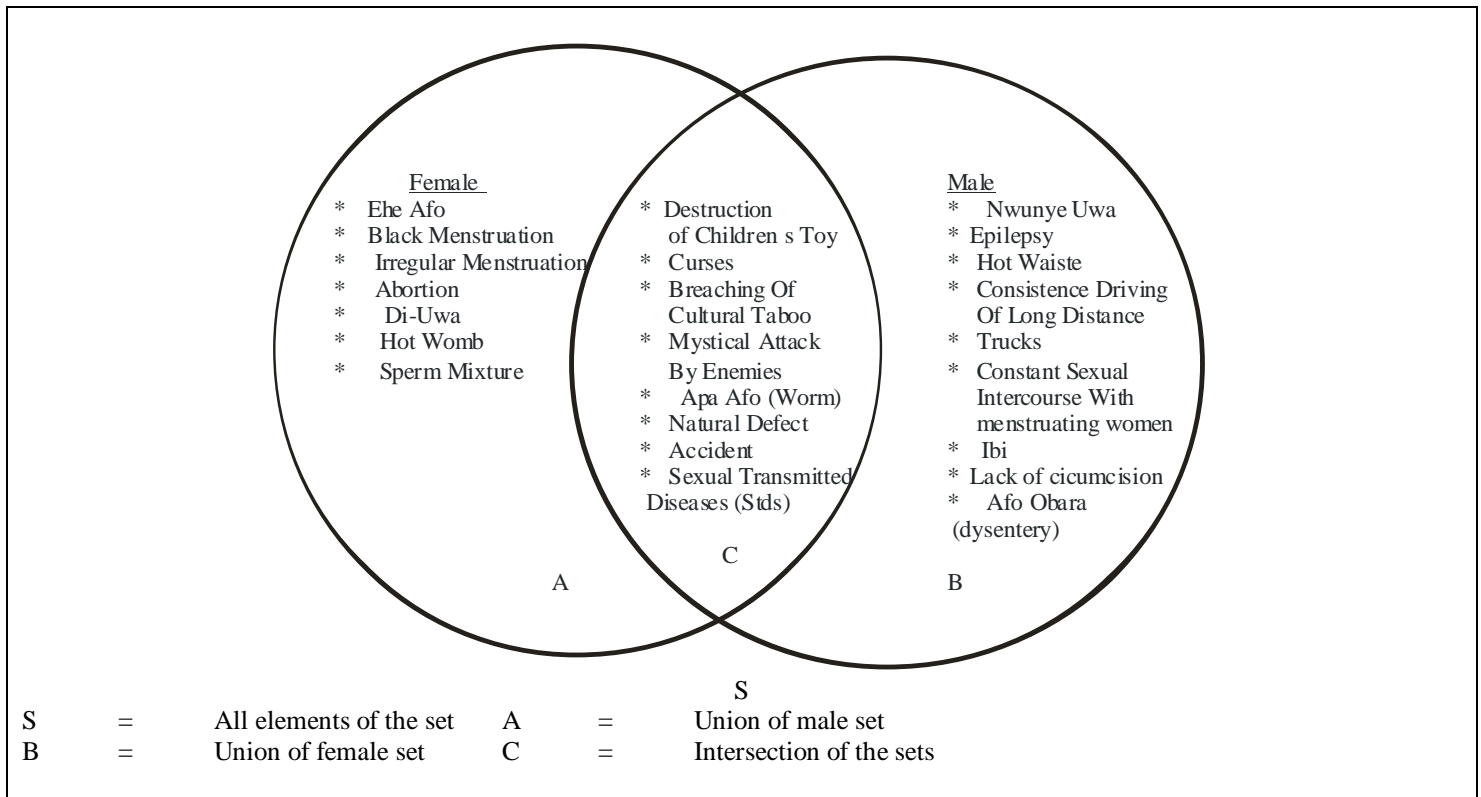 Female
* Ehe Afo
* Black Menstruation
* Irregular Menstruation
* Abortion
* Di-Uwa
* Hot Womb
* Sperm Mixture
A
* Destruction
of Children s Toy
* Curses
* Breaching Of
Cultural Taboo
* Mystical Attack
By Enemies
* Apa Afo (Worm)
* Natural Defect
* Accident
* Sexual Transmitted
Diseases (Stds)
C
Male
* Nwunye Uwa
* Epilepsy
* Hot Waiste
* Consistence Driving
Of Long Distance
* Trucks
* Constant Sexual
Intercourse With
menstruating women
* Ibi
* Lack of cicumcision
* Afo Obara
(dysentery)
B
S
S = All elements of the set A = Union of male set
B = Union of female set C = Intersection of the sets